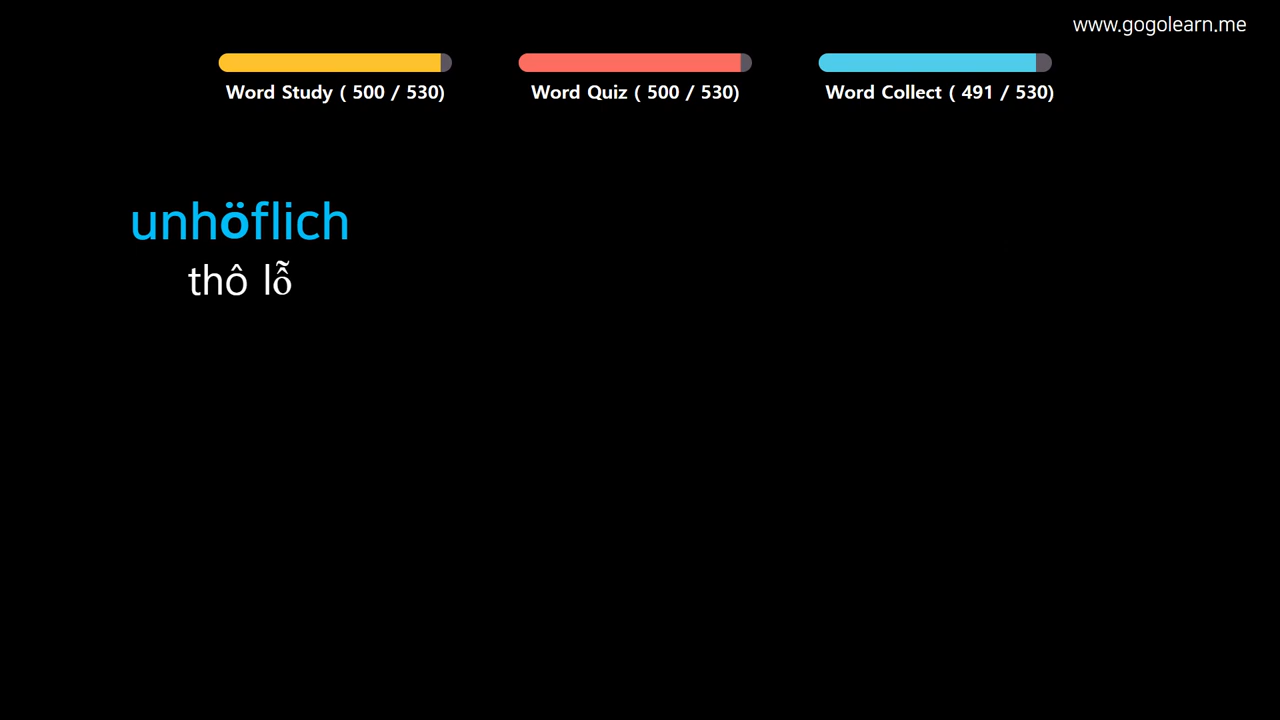 www.gogolearn.me
Word Study ( 500 / 530)
Word Quiz ( 500 / 530)
Word Collect ( 491 / 530)
unhöflich
thô lỗ